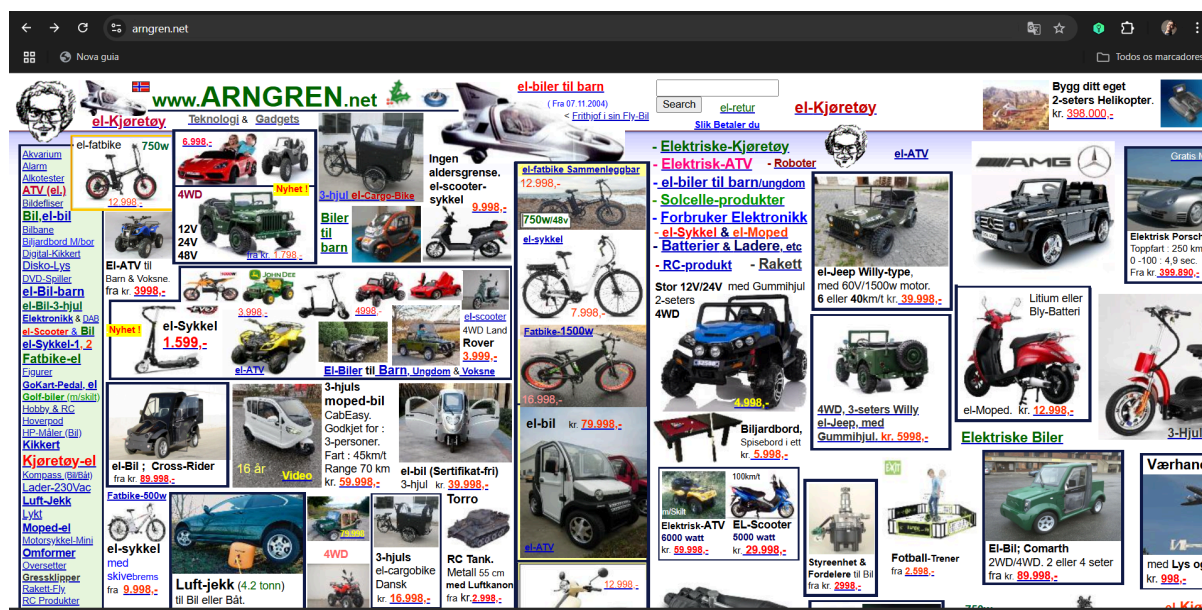 arngren.net
Nova guia
Todos os marcadores
www.ARNGREN.net
el-Kjøretøy
Teknologi & Gadgets
el-biler til barn
( Fra 07.11.2004)
< Frithjof i sin Fly-Bil
Search
el-retur
Slik Betaler du
el-Kjøretøy
Bygg ditt eget
2-seters Helikopter.
kr. 398.000,-
Akvarium
Alarm
Alkotester
ATV (el.)
Bildefliser
Bil,el-bil
Bilbane
Biljardbord M/bor
Digital-Kikkert
Disko-Lys
DVD-Spiller
el-Bil-barn
el-Bil-3-hjul
Elektronikk & DAB
el-Scooter & Bil
el-Sykkel-1, 2
Fatbike-el
Figurer
GoKart-Pedal, el
Golf-biler (m/skilt)
Hobby & RC
Hoverpod
HP-Måler (Bil)
Kikkert
Kjøretøy-el
Kompass (Bil/Båt)
Lader-230Vac
Luft-Jekk
Lykt
Moped-el
Motorsykkel-Mini
Omformer
Oversetter
Gressklipper
Rakett-Fly
RC Produkter
el-fatbike 750w
12.998,-
El-ATV til
Barn & Voksne.
fra kr. 3998,-
6.998,-
Nyhet !
4WD
12V
24V
48V
fra kr. 1.798,-
3-hjul el-Cargo-Bike
Biler
til
barn
Ingen
aldersgrense.
el-scooter-
sykkel
9.998,-
Nyhet !
el-Sykkel
1.599,-
JOHN DEE
3.998,-
4998,-
el-scooter
4WD Land
Rover
3.999,-
el-ATV
El-Biler til Barn, Ungdom & Voksne
el-Bil ; Cross-Rider
fra kr. 89.998,-
16 år
Video
3-hjuls
moped-bil
CabEasy.
Godkjet for :
3-personer.
Fart : 45km/t
Range 70 km
kr. 59.998,-
el-bil (Sertifikat-fri)
3-hjul kr. 39.998,-
Fatbike-500w
el-sykkel
med
skivebrems
fra 9.998,-
Luft-jekk (4.2 tonn)
til Bil eller Båt.
79.998
4WD
3-hjuls
el-cargobike
Dansk
kr. 16.998,-
Torro
RC Tank.
Metall 55 cm
med Luftkanon
fra kr.2.998,-
el-fatbike Sammenleggbar
12.998,-
750w/48v
el-sykkel
7.998,-
Fatbike-1500w
16.998,-
el-bil kr. 79.998,-
el-ATV
12.998,-
- Elektriske-Kjøretøy
- Elektrisk-ATV - Roboter
- el-biler til barn/ungdom
- Solcelle-produkter
- Forbruker Elektronikk
- el-Sykkel & el-Moped
- Batterier & Ladere, etc
- RC-produkt - Rakett
Stor 12V/24V med Gummihjul
2-seters
4WD
4.998,-
Biljardbord,
Spisebord i ett
kr. 5.998,-
m/Skilt
Elektrisk-ATV
6000 watt
kr. 59.998,-
100km/t
EL-Scooter
5000 watt
kr. 29.998,-
el-ATV
el-Jeep Willy-type,
med 60V/1500w motor.
6 eller 40km/t kr. 39.998,-
4WD, 3-seters Willy
el-Jeep, med
Gummihjul. kr. 5998,-
Styreenhet &
Fordelere til Bil
fra kr. 2998,-
EXIT
Fotball-Trener
fra 2.598,-
AMG
Gratis
Elektrisk Porsch
Toppfart : 250 km
0 -100 : 4,9 sec.
Fra kr. 399.890,-
Litium eller
Bly-Batteri
el-Moped. kr. 12.998,-
3-Hjul
Elektriske Biler
El-Bil; Comarth
2WD/4WD. 2 eller 4 seter
fra kr. 89.998,-
Værhan
med Lys og
kr. 998,-